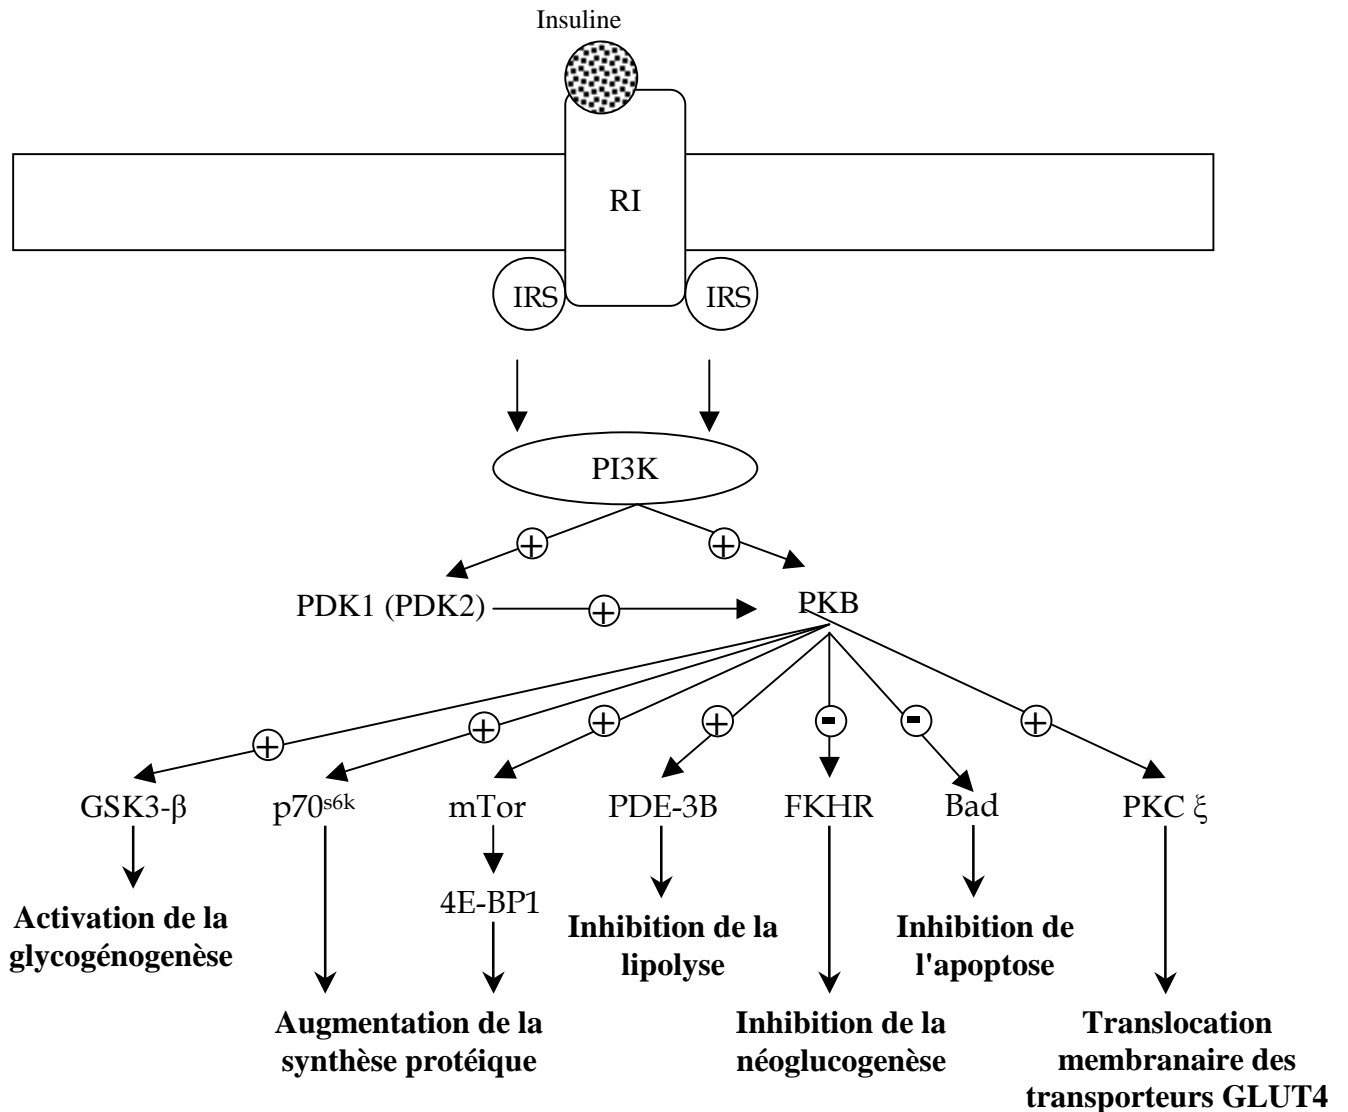 Insuline
RI
IRS IRS
PI3K
+ +
PDK1 (PDK2) + PKB
+ + + + - - +
GSK3-β p70s6k mTor PDE-3B FKHR Bad PKC ξ
4E-BP1
Activation de la
glycogénogenèse
Inhibition de la
lipolyse
Inhibition de
l'apoptose
Augmentation de la
synthèse protéique
Inhibition de la
néoglucogenèse
Translocation
membranaire des
transporteurs GLUT4